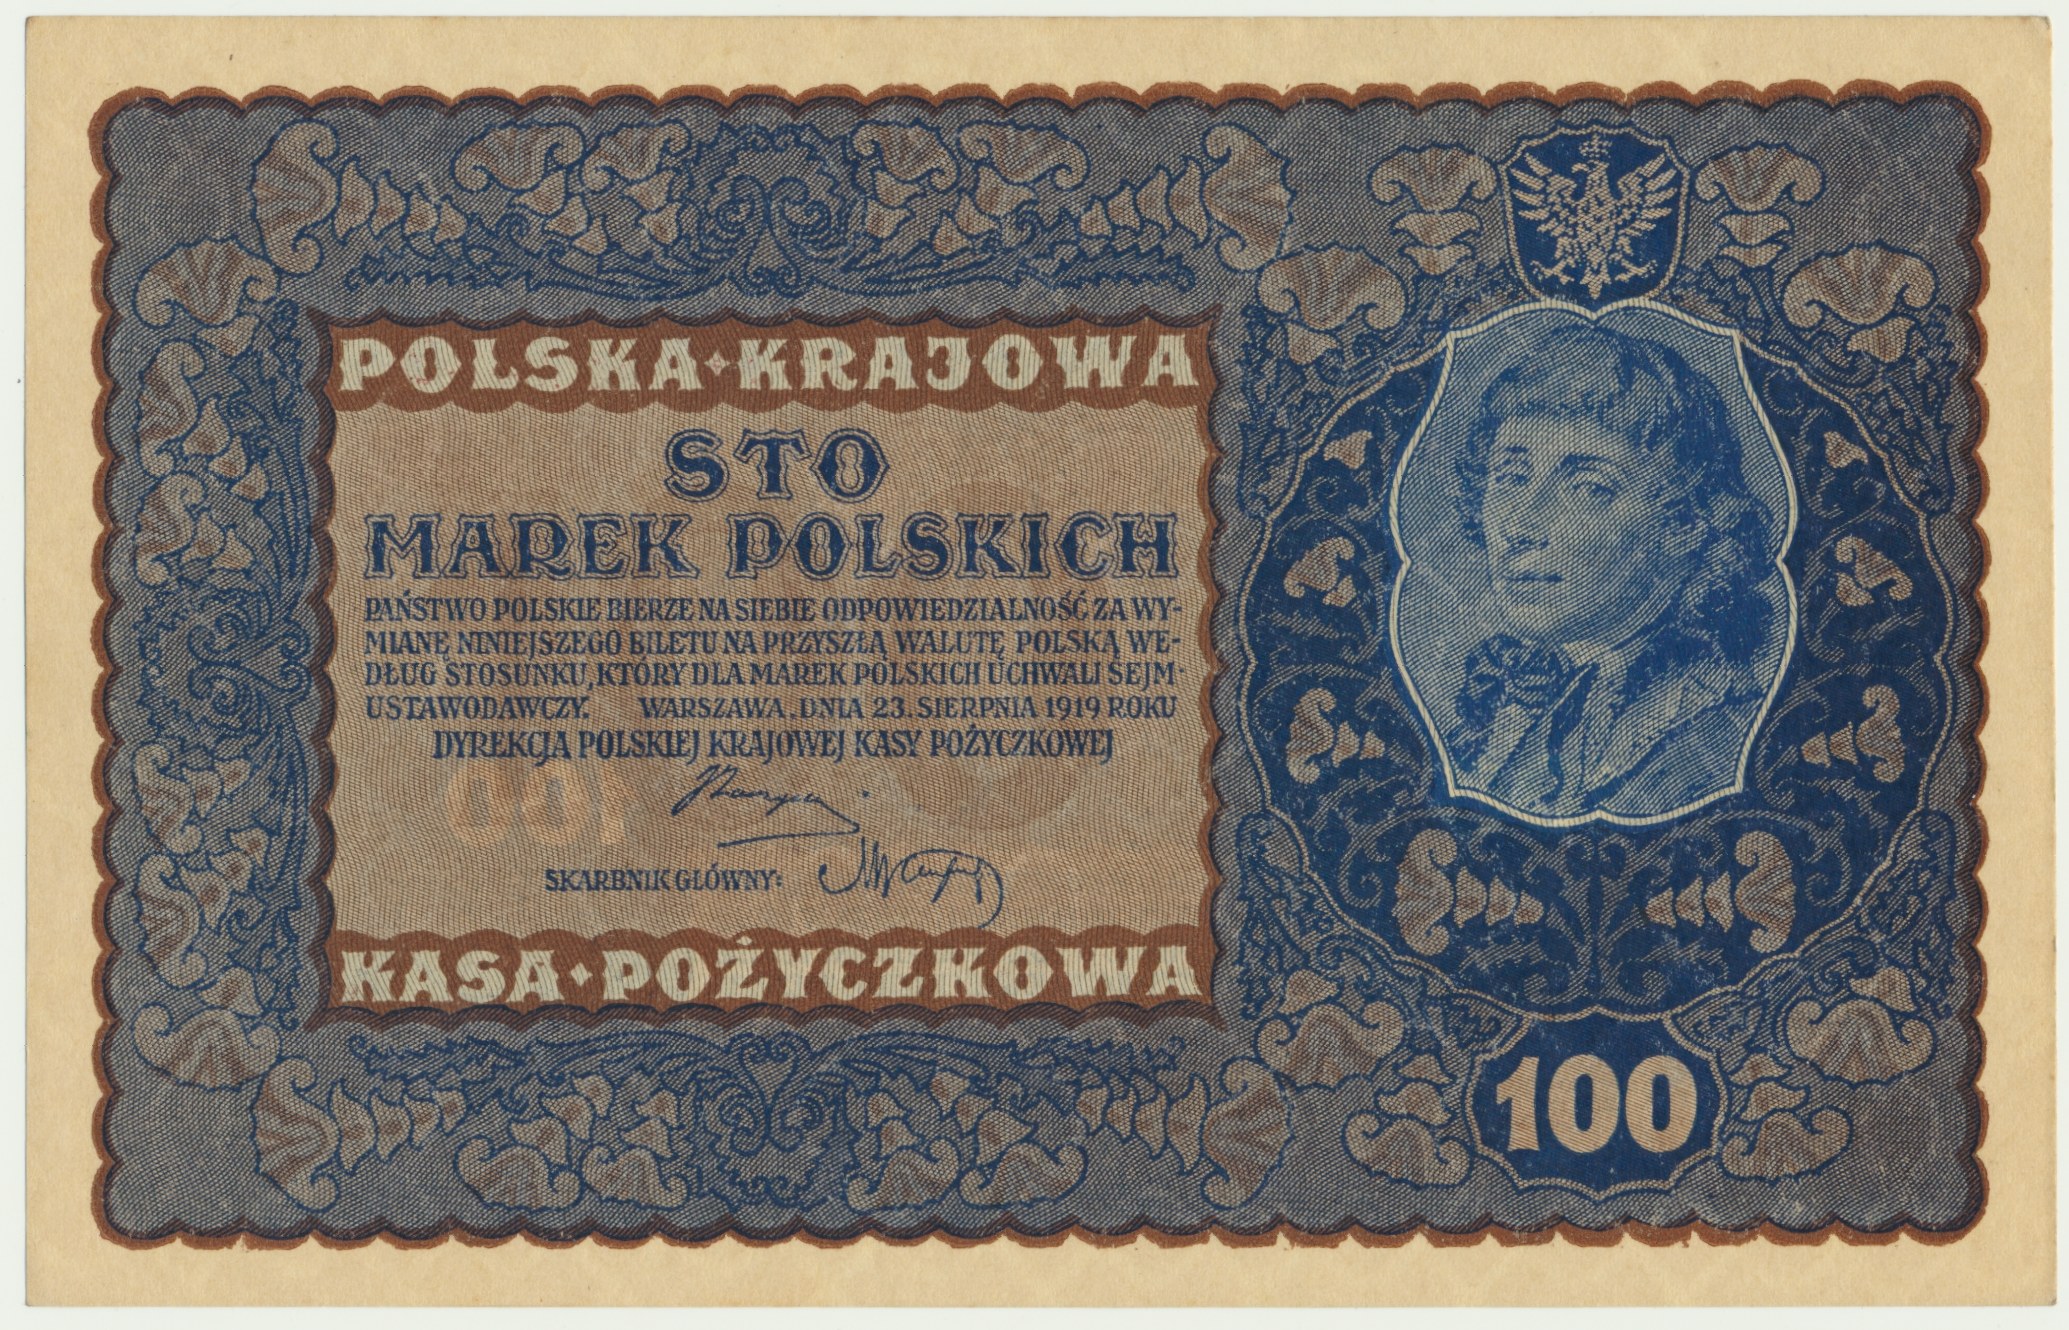 POLSKA·KRAJOWA
STO
MAREK POLSKICH
PAŃSTWO POLSKIE BIERZE NA SIEBIE ODPOWIEDZIALNOŚĆ ZA WY-
MIANĘ NINIEJSZEGO BILETU NA PRZYSZŁĄ WALUTĘ POLSKĄ WE-
DŁUG STOSUNKU, KTÓRY DLA MAREK POLSKICH UCHWALI SEJM-
USTAWODAWCZY. WARSZAWA, DNIA 23. SIERPNIA 1919 ROKU
DYREKCJA POLSKIEJ KRAJOWEJ KASY POŻYCZKOWEJ
SKARBNIK GŁÓWNY:
KASA·POŻYCZKOWA
100